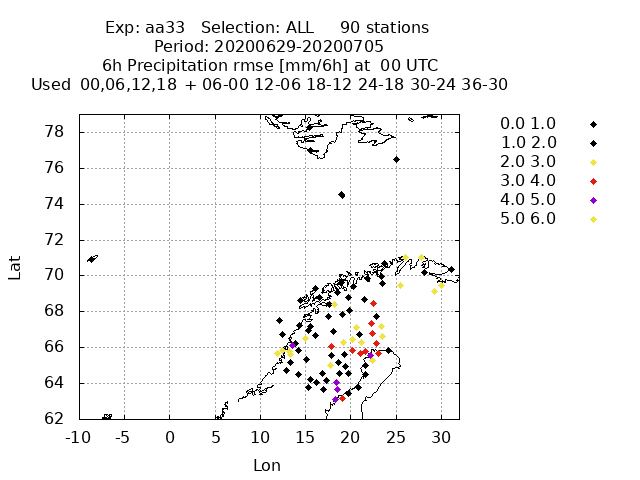 Exp: aa33 Selection: ALL 90 stations
Period: 20200629-20200705
6h Precipitation rmse [mm/6h] at 00 UTC
Used 00,06,12,18 + 06-00 12-06 18-12 24-18 30-24 36-30
0.0 1.0
1.0 2.0
2.0 3.0
3.0 4.0
4.0 5.0
5.0 6.0
78
76
74
72
70
68
66
64
62
Lat
-10 -5 0 5 10 15 20 25 30
Lon